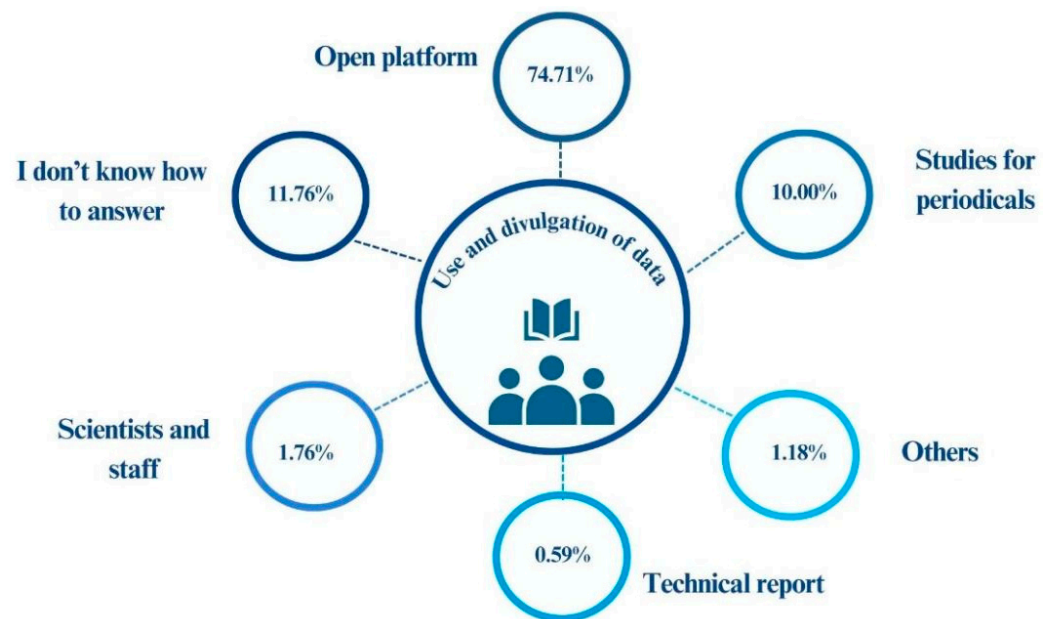 Open platform
74.71%
I don't know how
to answer
11.76%
10.00%
Studies for
periodicals
Use and divulgation of data
Scientists and
staff
1.76%
1.18%
Others
0.59%
Technical report